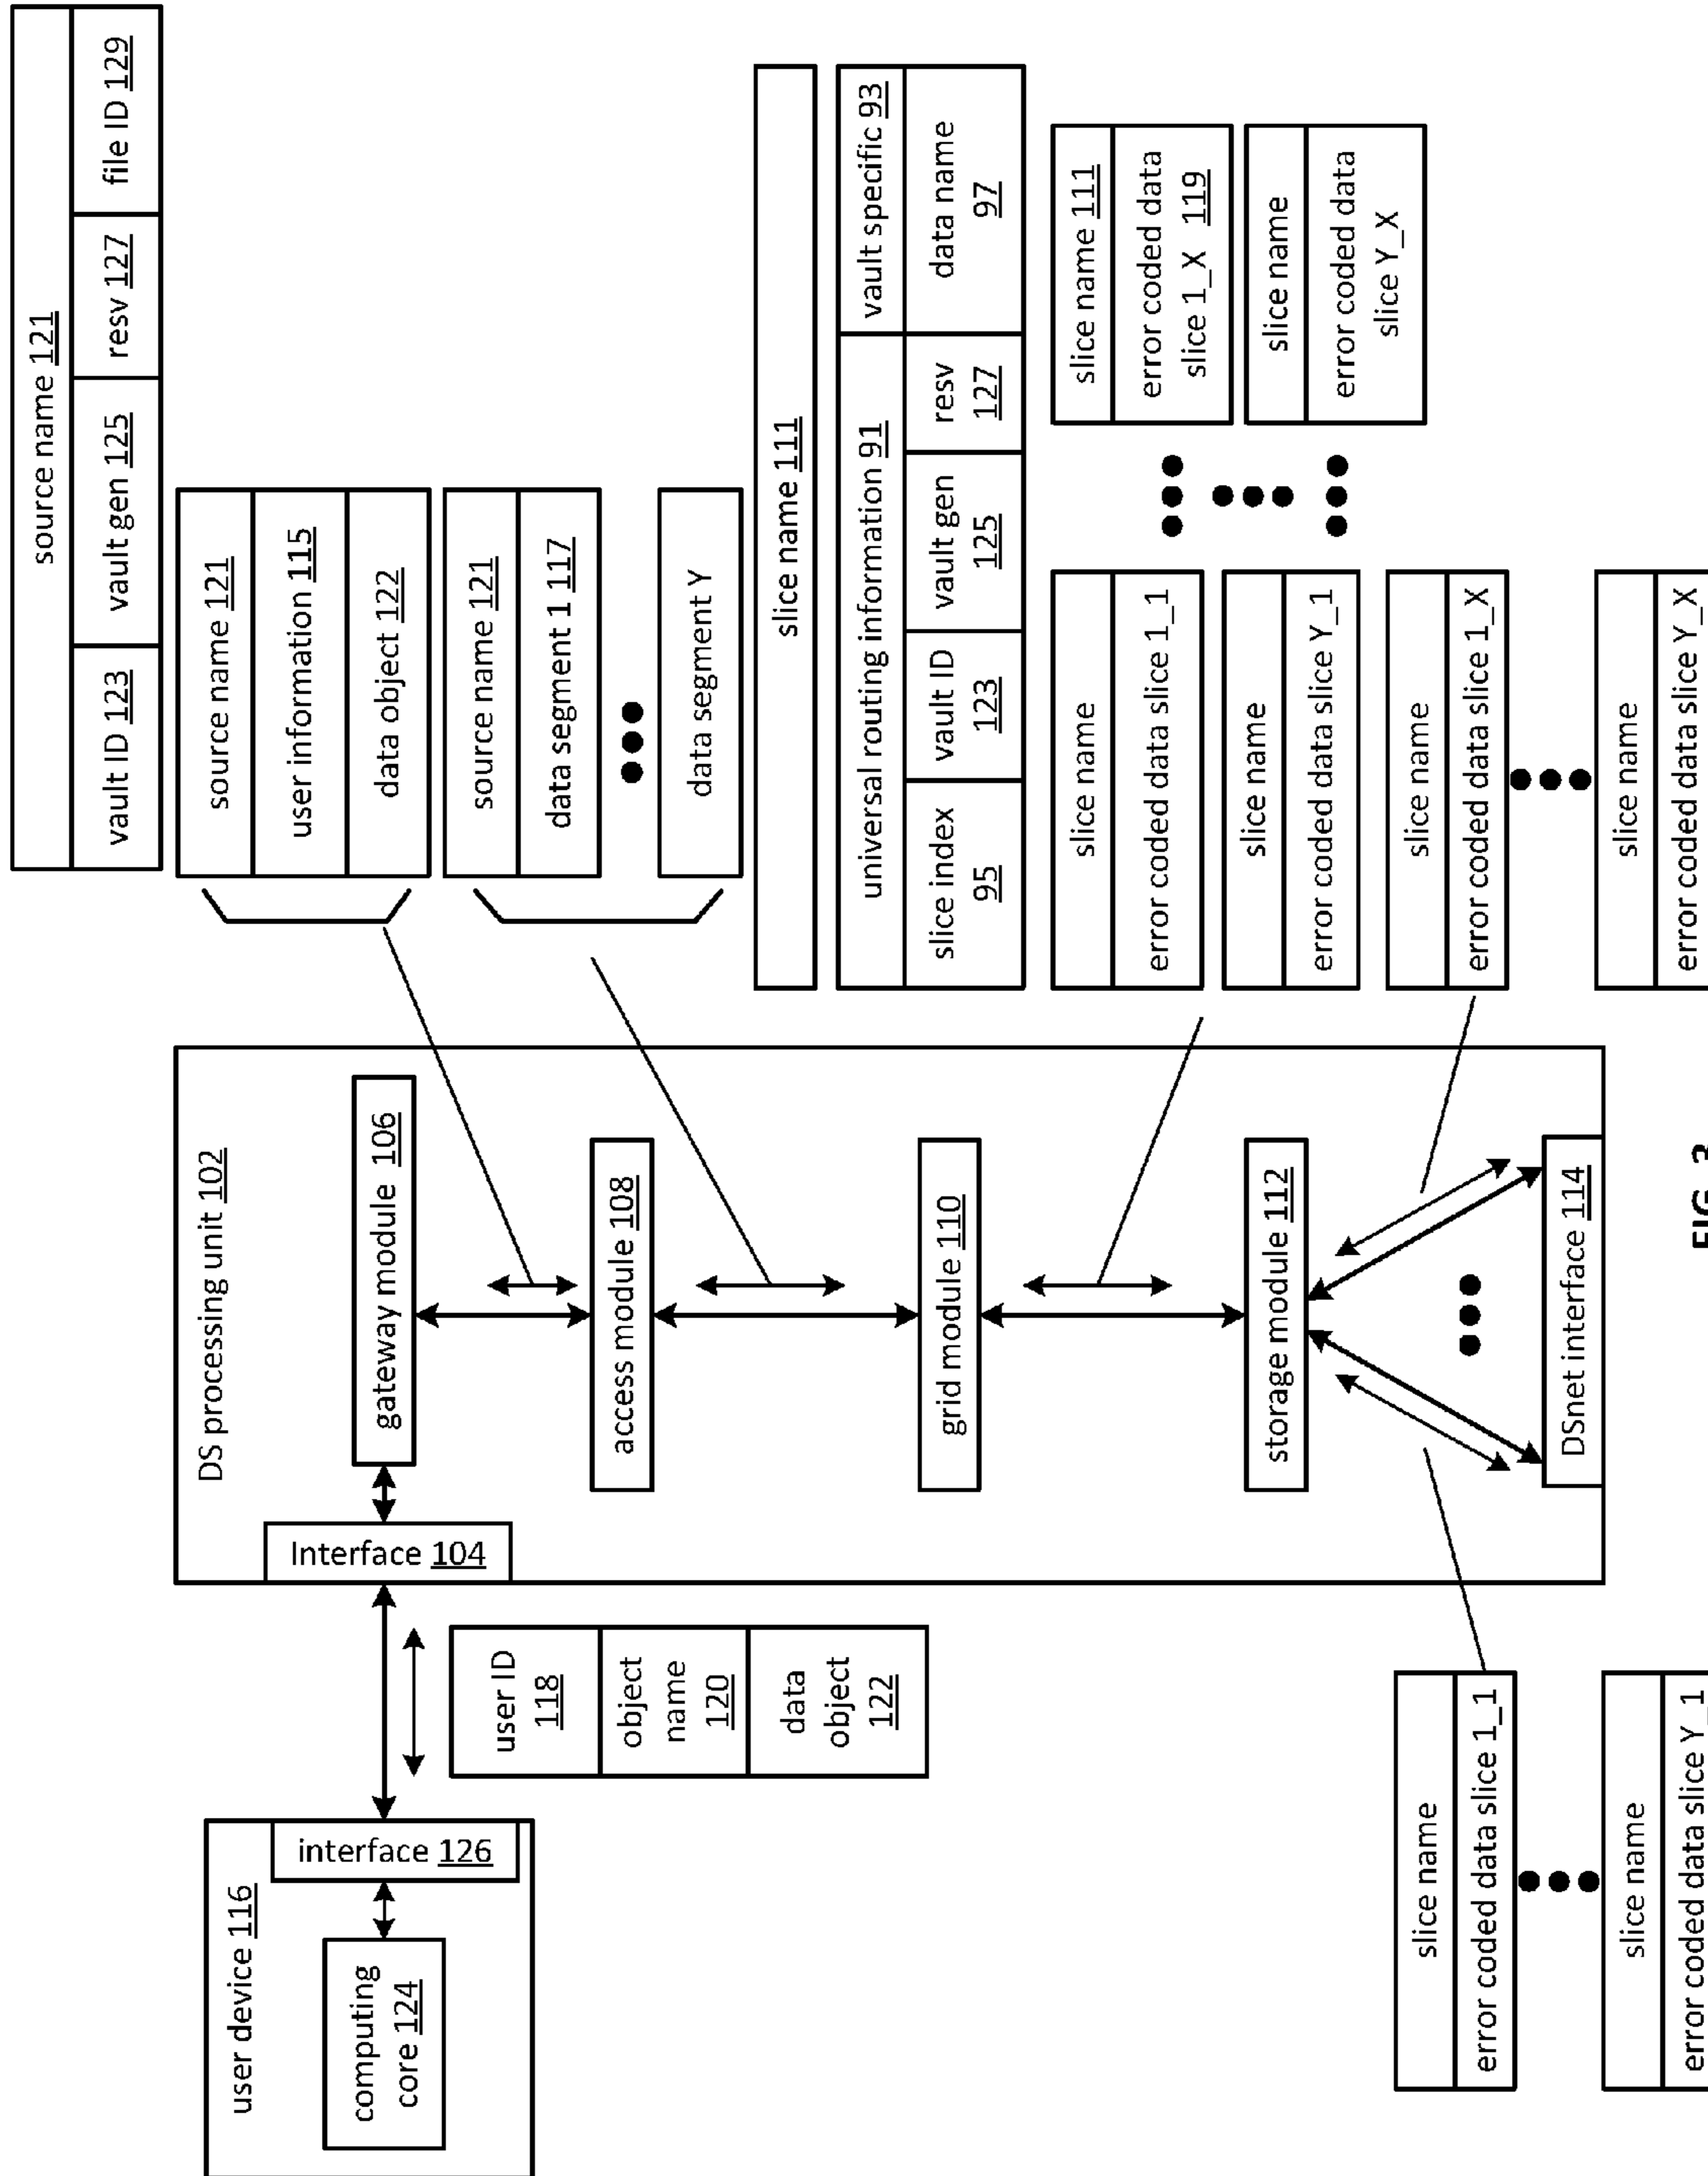 user device 116
computing
core 124
interface 126
user ID
118
object
name
120
data
object
122
DS processing unit 102
Interface 104
gateway module 106
access module 108
grid module 110
storage module 112
DSnet interface 114
source name 121
vault ID 123
vault gen 125
resv 127
file ID 129
source name 121
user information 115
data object 122
source name 121
data segment 1 117
data segment Y
slice name 111
universal routing information 91
vault specific 93
slice index
95
vault ID
123
vault gen
125
resv
127
data name
97
slice name
error coded data slice 1_1
slice name
error coded data slice Y_1
slice name 111
error coded data
slice 1_X 119
slice name
error coded data
slice Y_X
slice name
error coded data slice 1_X
slice name
error coded data slice Y_X
slice name
error coded data slice 1_1
slice name
error coded data slice Y_1
FIG. 3